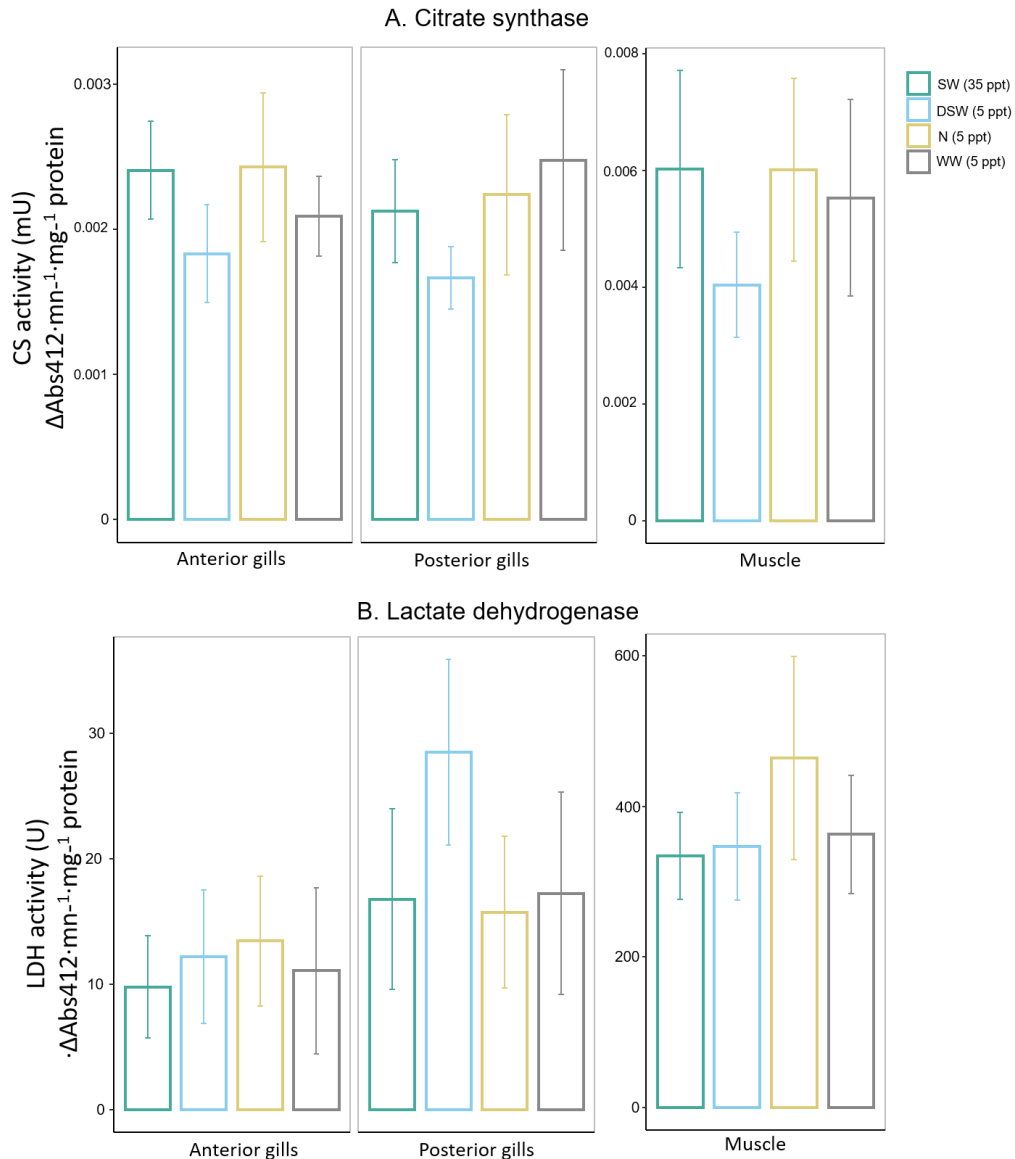 A. Citrate synthase
CS activity (mU)
ΔAbs412·mn-¹·mg-¹ protein
0.003
0.002
0.001
0
0.008
0.006
0.004
0.002
0
SW (35 ppt)
DSW (5 ppt)
N (5 ppt)
WW (5 ppt)
Anterior gills
Posterior gills
Muscle
B. Lactate dehydrogenase
LDH activity (U)
·ΔAbs412·mn-¹·mg-¹ protein
30
20
10
0
600
400
200
0
Anterior gills
Posterior gills
Muscle